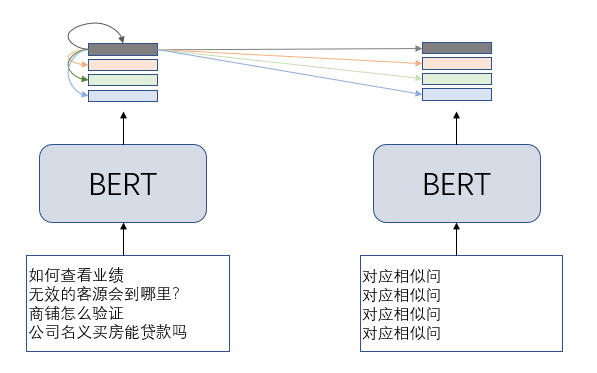 BERT
BERT
如何查看业绩
无效的客源会到哪里?
商铺怎么验证
公司名义买房能贷款吗
对应相似问
对应相似问
对应相似问
对应相似问